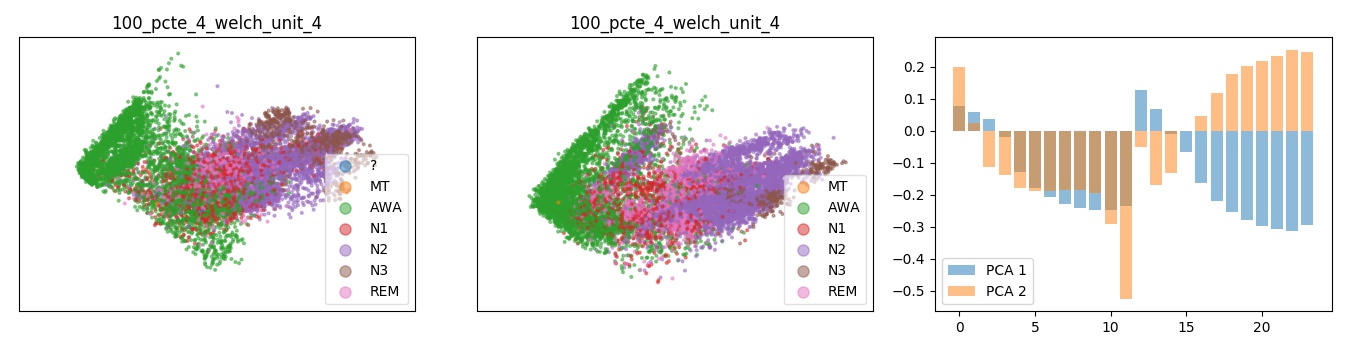 100_pcte_4_welch_unit_4
?
MT
AWA
N1
N2
N3
REM
100_pcte_4_welch_unit_4
MT
AWA
N1
N2
N3
REM
0.2
0.1
0.0
−0.1
−0.2
−0.3
−0.4
−0.5
PCA 1
PCA 2
0
5
10
15
20